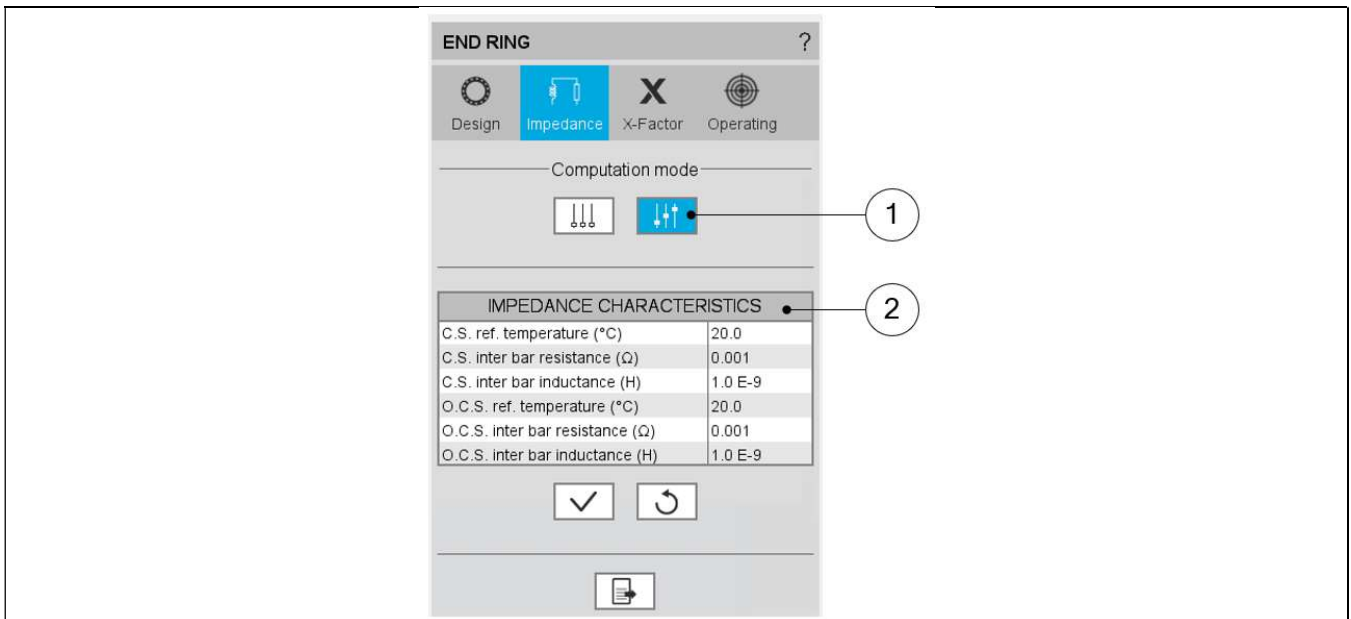 END RING ?
Design Impedance X-Factor Operating
Computation mode
1
IMPEDANCE CHARACTERISTICS
2
C.S. ref. temperature (°C) 20.0
C.S. inter bar resistance (Ω) 0.001
C.S. inter bar inductance (H) 1.0 E-9
O.C.S. ref. temperature (°C) 20.0
O.C.S. inter bar resistance (Ω) 0.001
O.C.S. inter bar inductance (H) 1.0 E-9